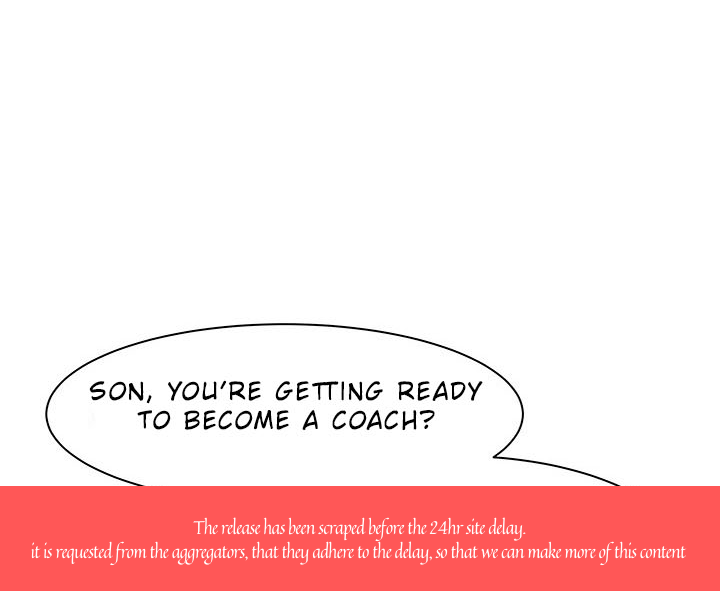 SON, YOU'RE GETTING READY
TO BECOME A COACH?
The release has been scraped before the 24hr site delay.
it is requested from the aggregators, that they adhere to the delay, so that we can make more of this content